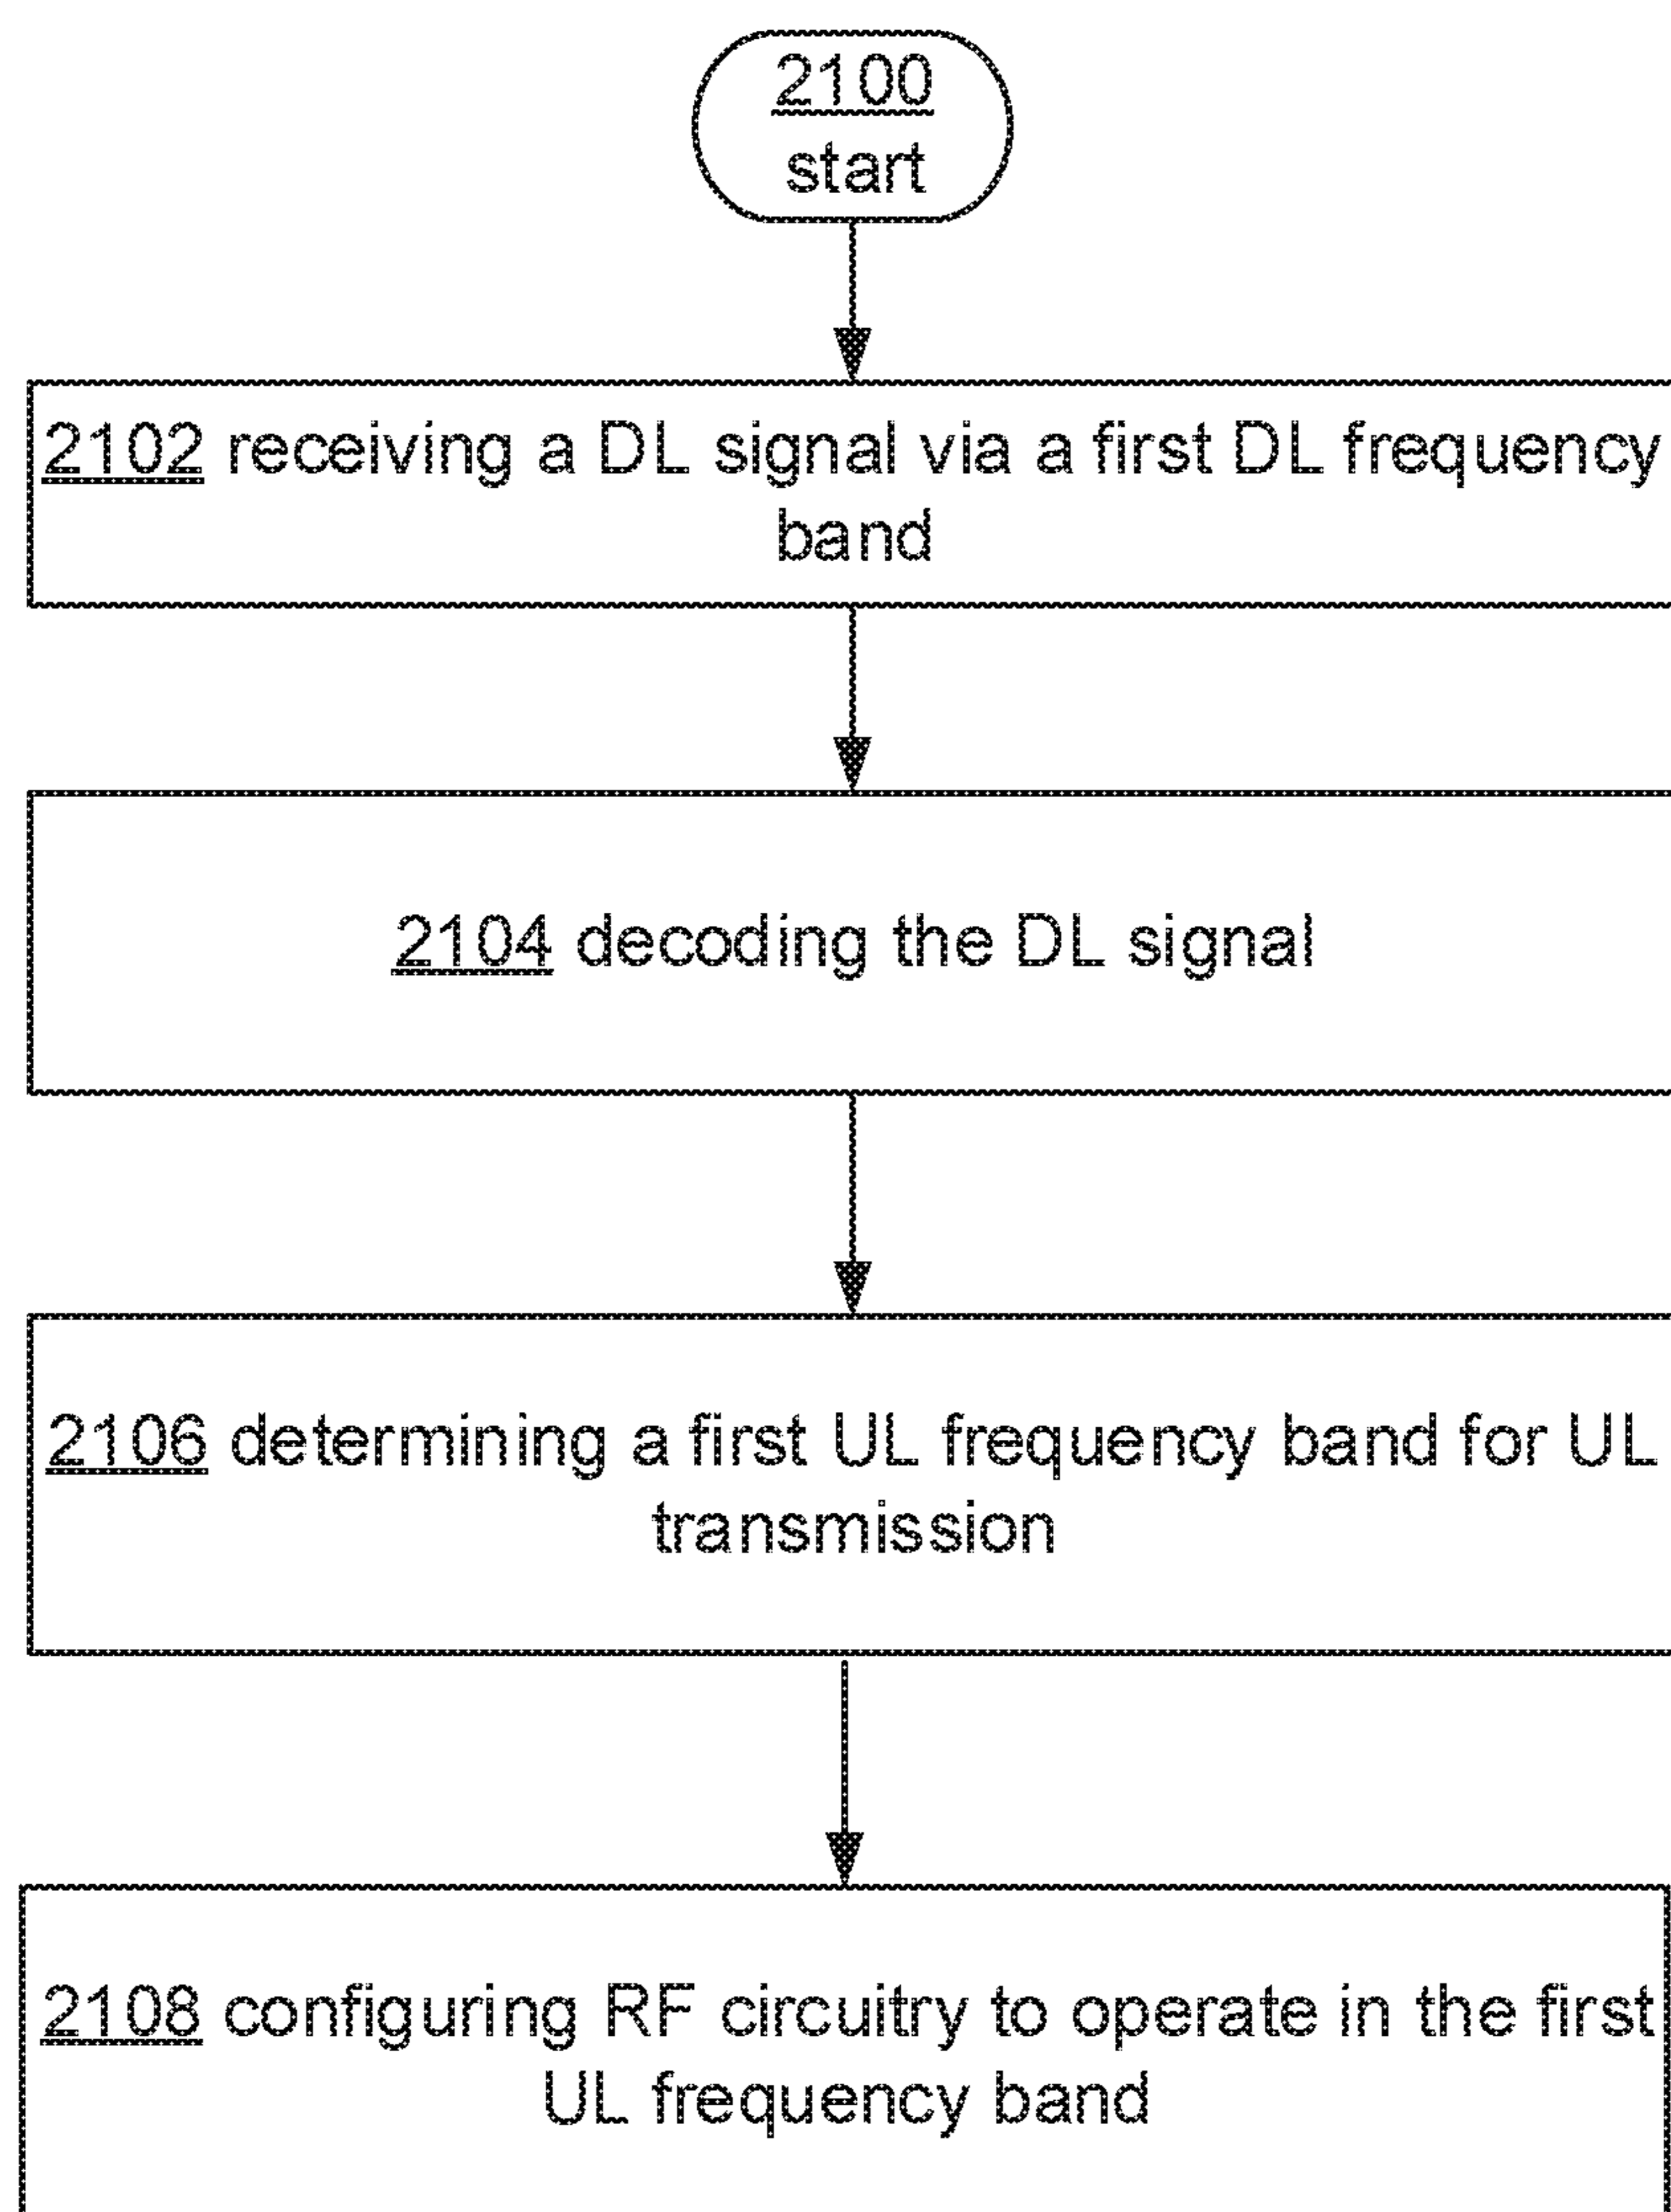 2100
start
2102 receiving a DL signal via a first DL frequency
band
2104 decoding the DL signal
2106 determining a first UL frequency band for UL
transmission
2108 configuring RF circuitry to operate in the first
UL frequency band